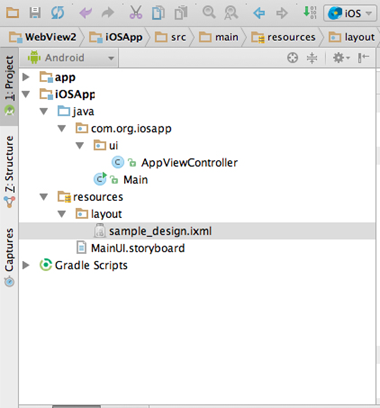 iOS
WebView2 iOSApp src main resources layout
Android
app
iOSApp
java
com.org.iosapp
ui
AppViewController
Main
resources
layout
sample_design.ixml
MainUI.storyboard
Gradle Scripts
1: Project
Z: Structure
Captures